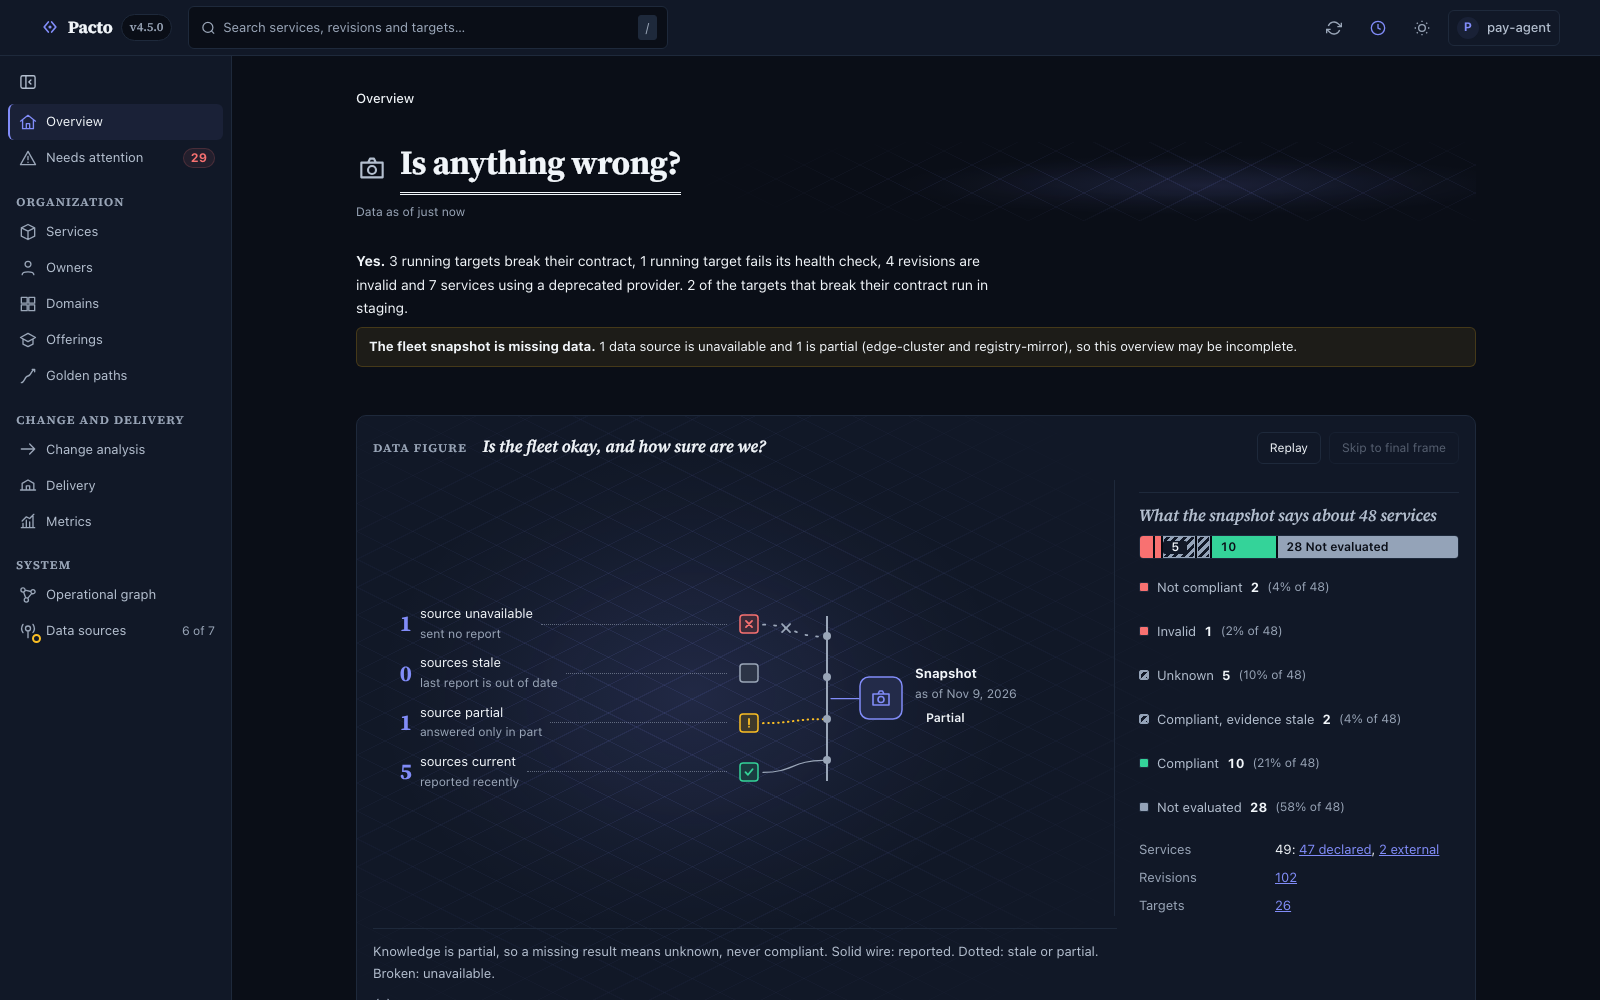 Pacto
v4.5.0
Search services, revisions and targets...
/
P
pay-agent
Overview
Needs attention
29
ORGANIZATION
Services
Owners
Domains
Offerings
Golden paths
CHANGE AND DELIVERY
Change analysis
Delivery
Metrics
SYSTEM
Operational graph
Data sources
6 of 7
Overview
Is anything wrong?
Data as of just now
Yes. 3 running targets break their contract, 1 running target fails its health check, 4 revisions are
invalid and 7 services using a deprecated provider. 2 of the targets that break their contract run in
staging.
The fleet snapshot is missing data. 1 data source is unavailable and 1 is partial (edge-cluster and registry-mirror), so this overview may be incomplete.
DATA FIGURE
Is the fleet okay, and how sure are we?
Replay
Skip to final frame
1
source unavailable
sent no report
0
sources stale
last report is out of date
1
source partial
answered only in part
5
sources current
reported recently
Snapshot
as of Nov 9, 2026
Partial
What the snapshot says about 48 services
5
10
28 Not evaluated
Not compliant 2 (4% of 48)
Invalid 1 (2% of 48)
Unknown 5 (10% of 48)
Compliant, evidence stale 2 (4% of 48)
Compliant 10 (21% of 48)
Not evaluated 28 (58% of 48)
Services 49: 47 declared, 2 external
Revisions 102
Targets 26
Knowledge is partial, so a missing result means unknown, never compliant. Solid wire: reported. Dotted: stale or partial.
Broken: unavailable.